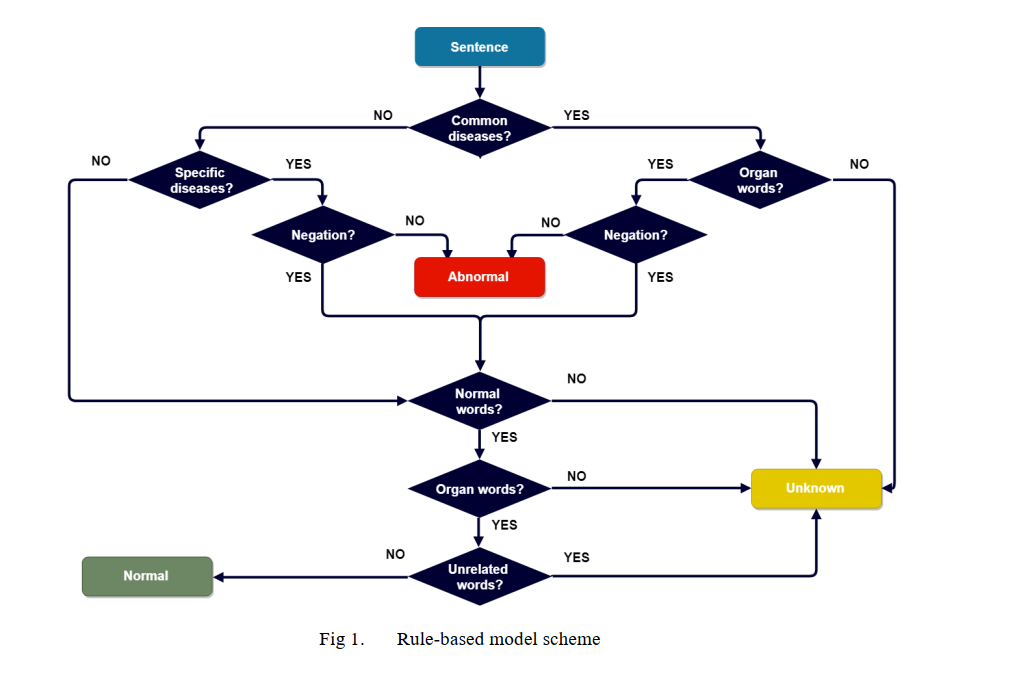 Sentence
NO
YES
Common
diseases?
NO
YES
YES
NO
Specific
diseases?
Organ
words?
NO
NO
Negation?
Negation?
YES
Abnormal
YES
NO
Normal
words?
YES
NO
Organ words?
Unknown
YES
NO
YES
Normal
Unrelated
words?
Fig 1. Rule-based model scheme